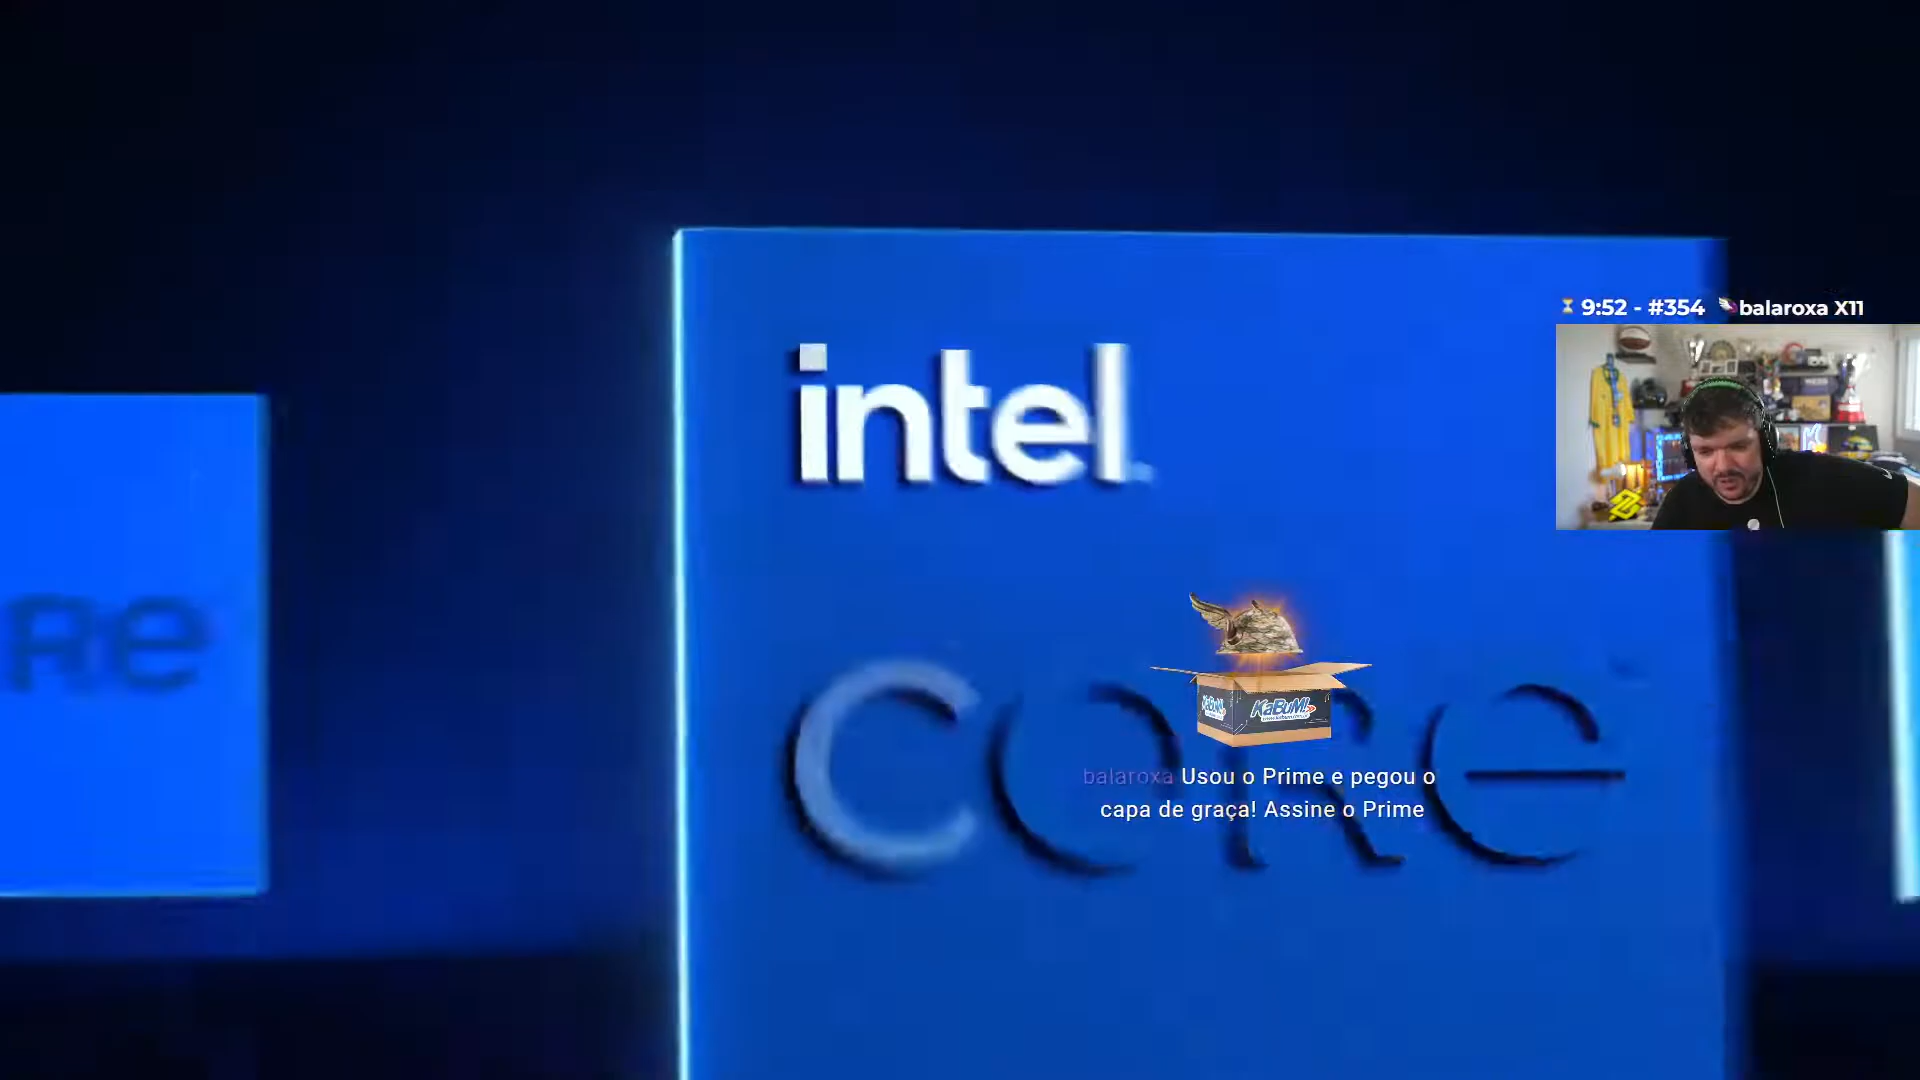 intel.
core
Re
9:52 - #354 balaroxa X11
KaBuM!
balaroxa Usou o Prime e pegou o
capa de graça! Assine o Prime